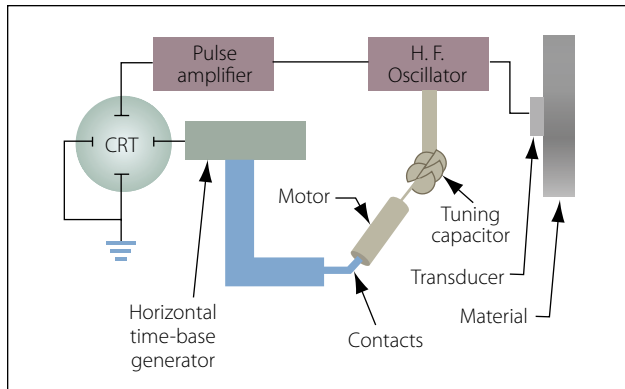 Pulse
amplifier
H. F.
Oscillator
CRT
Motor
Tuning
capacitor
Transducer
Material
Horizontal
time-base
generator
Contacts